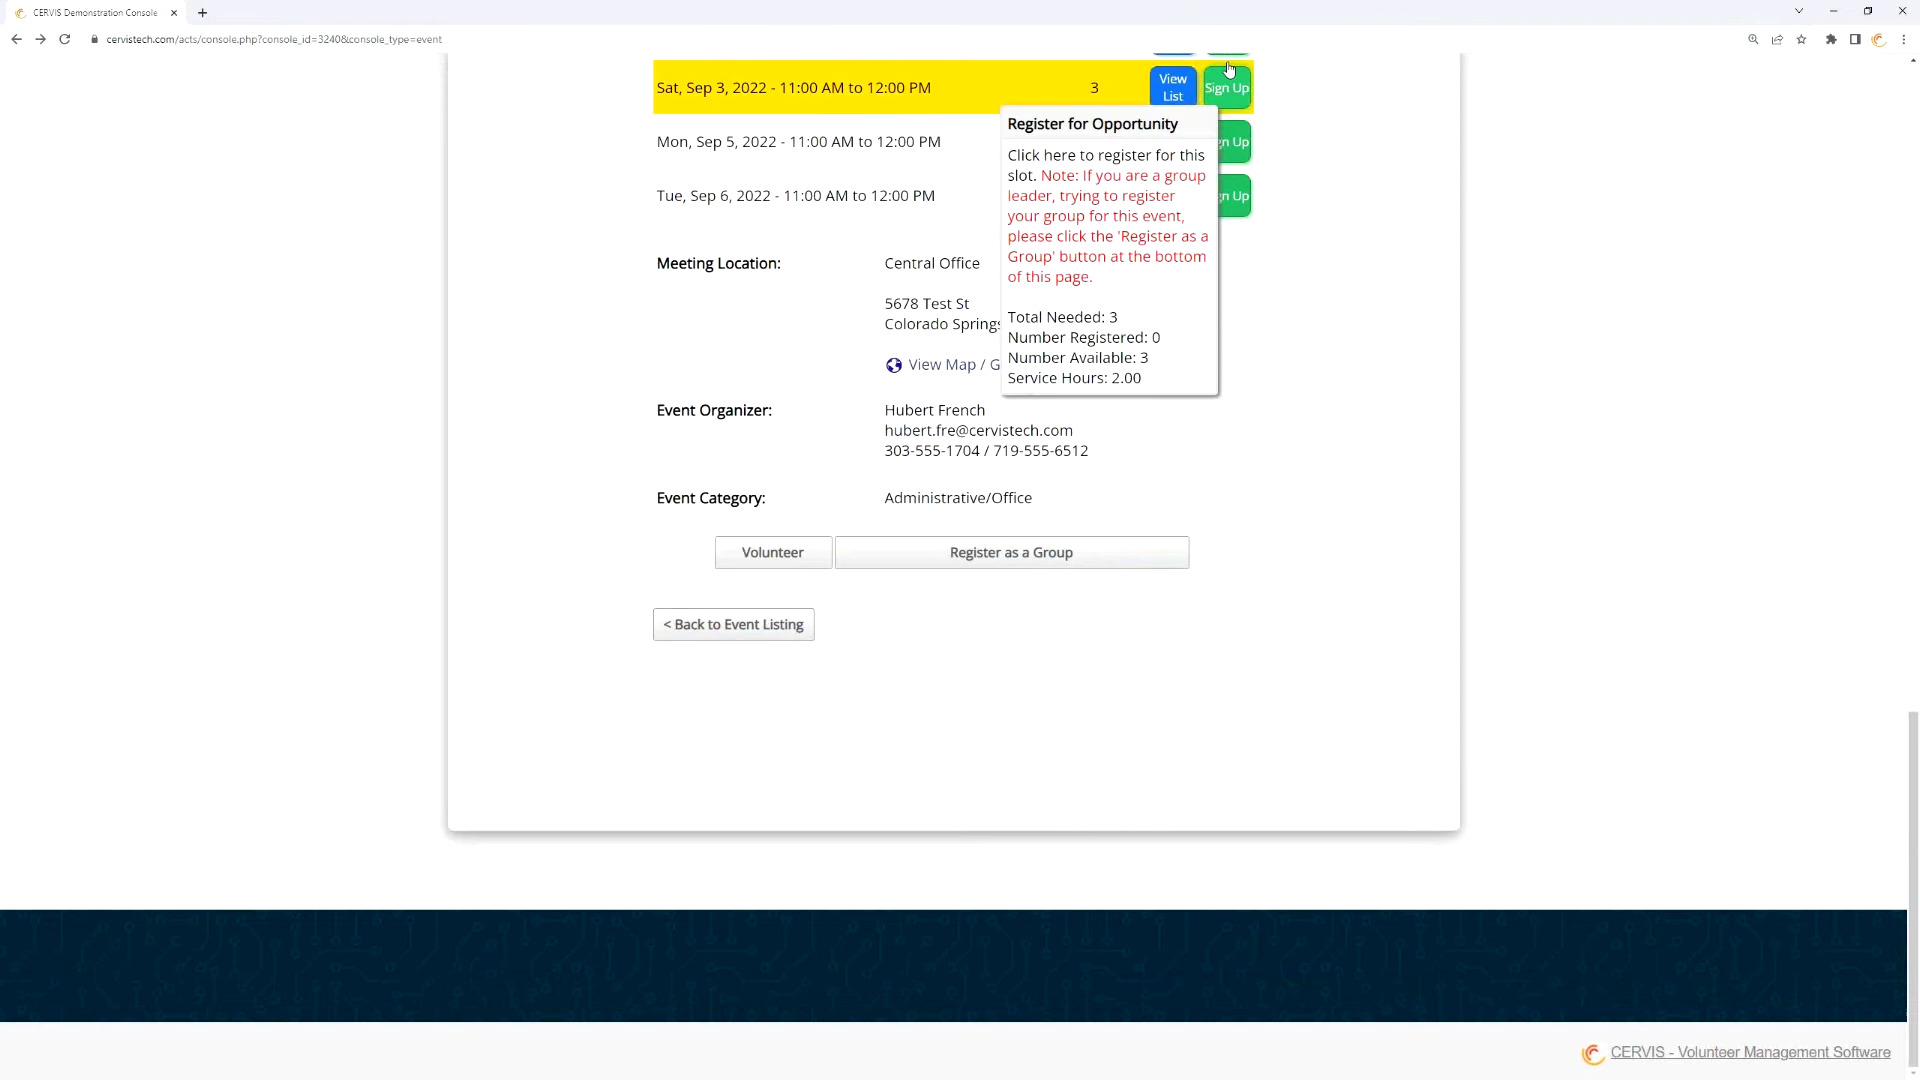 CERVIS Demonstration Console
cervistech.com/acts/console.php?console_id=3240&console_type=event
Sat, Sep 3, 2022 - 11:00 AM to 12:00 PM 3 View List Sign Up
Register for Opportunity
Mon, Sep 5, 2022 - 11:00 AM to 12:00 PM
gn Up
Click here to register for this
slot. Note: If you are a group
leader, trying to register
your group for this event,
please click the 'Register as a
Group' button at the bottom
of this page.
Tue, Sep 6, 2022 - 11:00 AM to 12:00 PM
gn Up
Total Needed: 3
Number Registered: 0
Number Available: 3
Service Hours: 2.00
Meeting Location: Central Office
5678 Test St
Colorado Springs
View Map / G
Event Organizer: Hubert French
hubert.fre@cervistech.com
303-555-1704 / 719-555-6512
Event Category: Administrative/Office
Volunteer Register as a Group
< Back to Event Listing
CERVIS - Volunteer Management Software